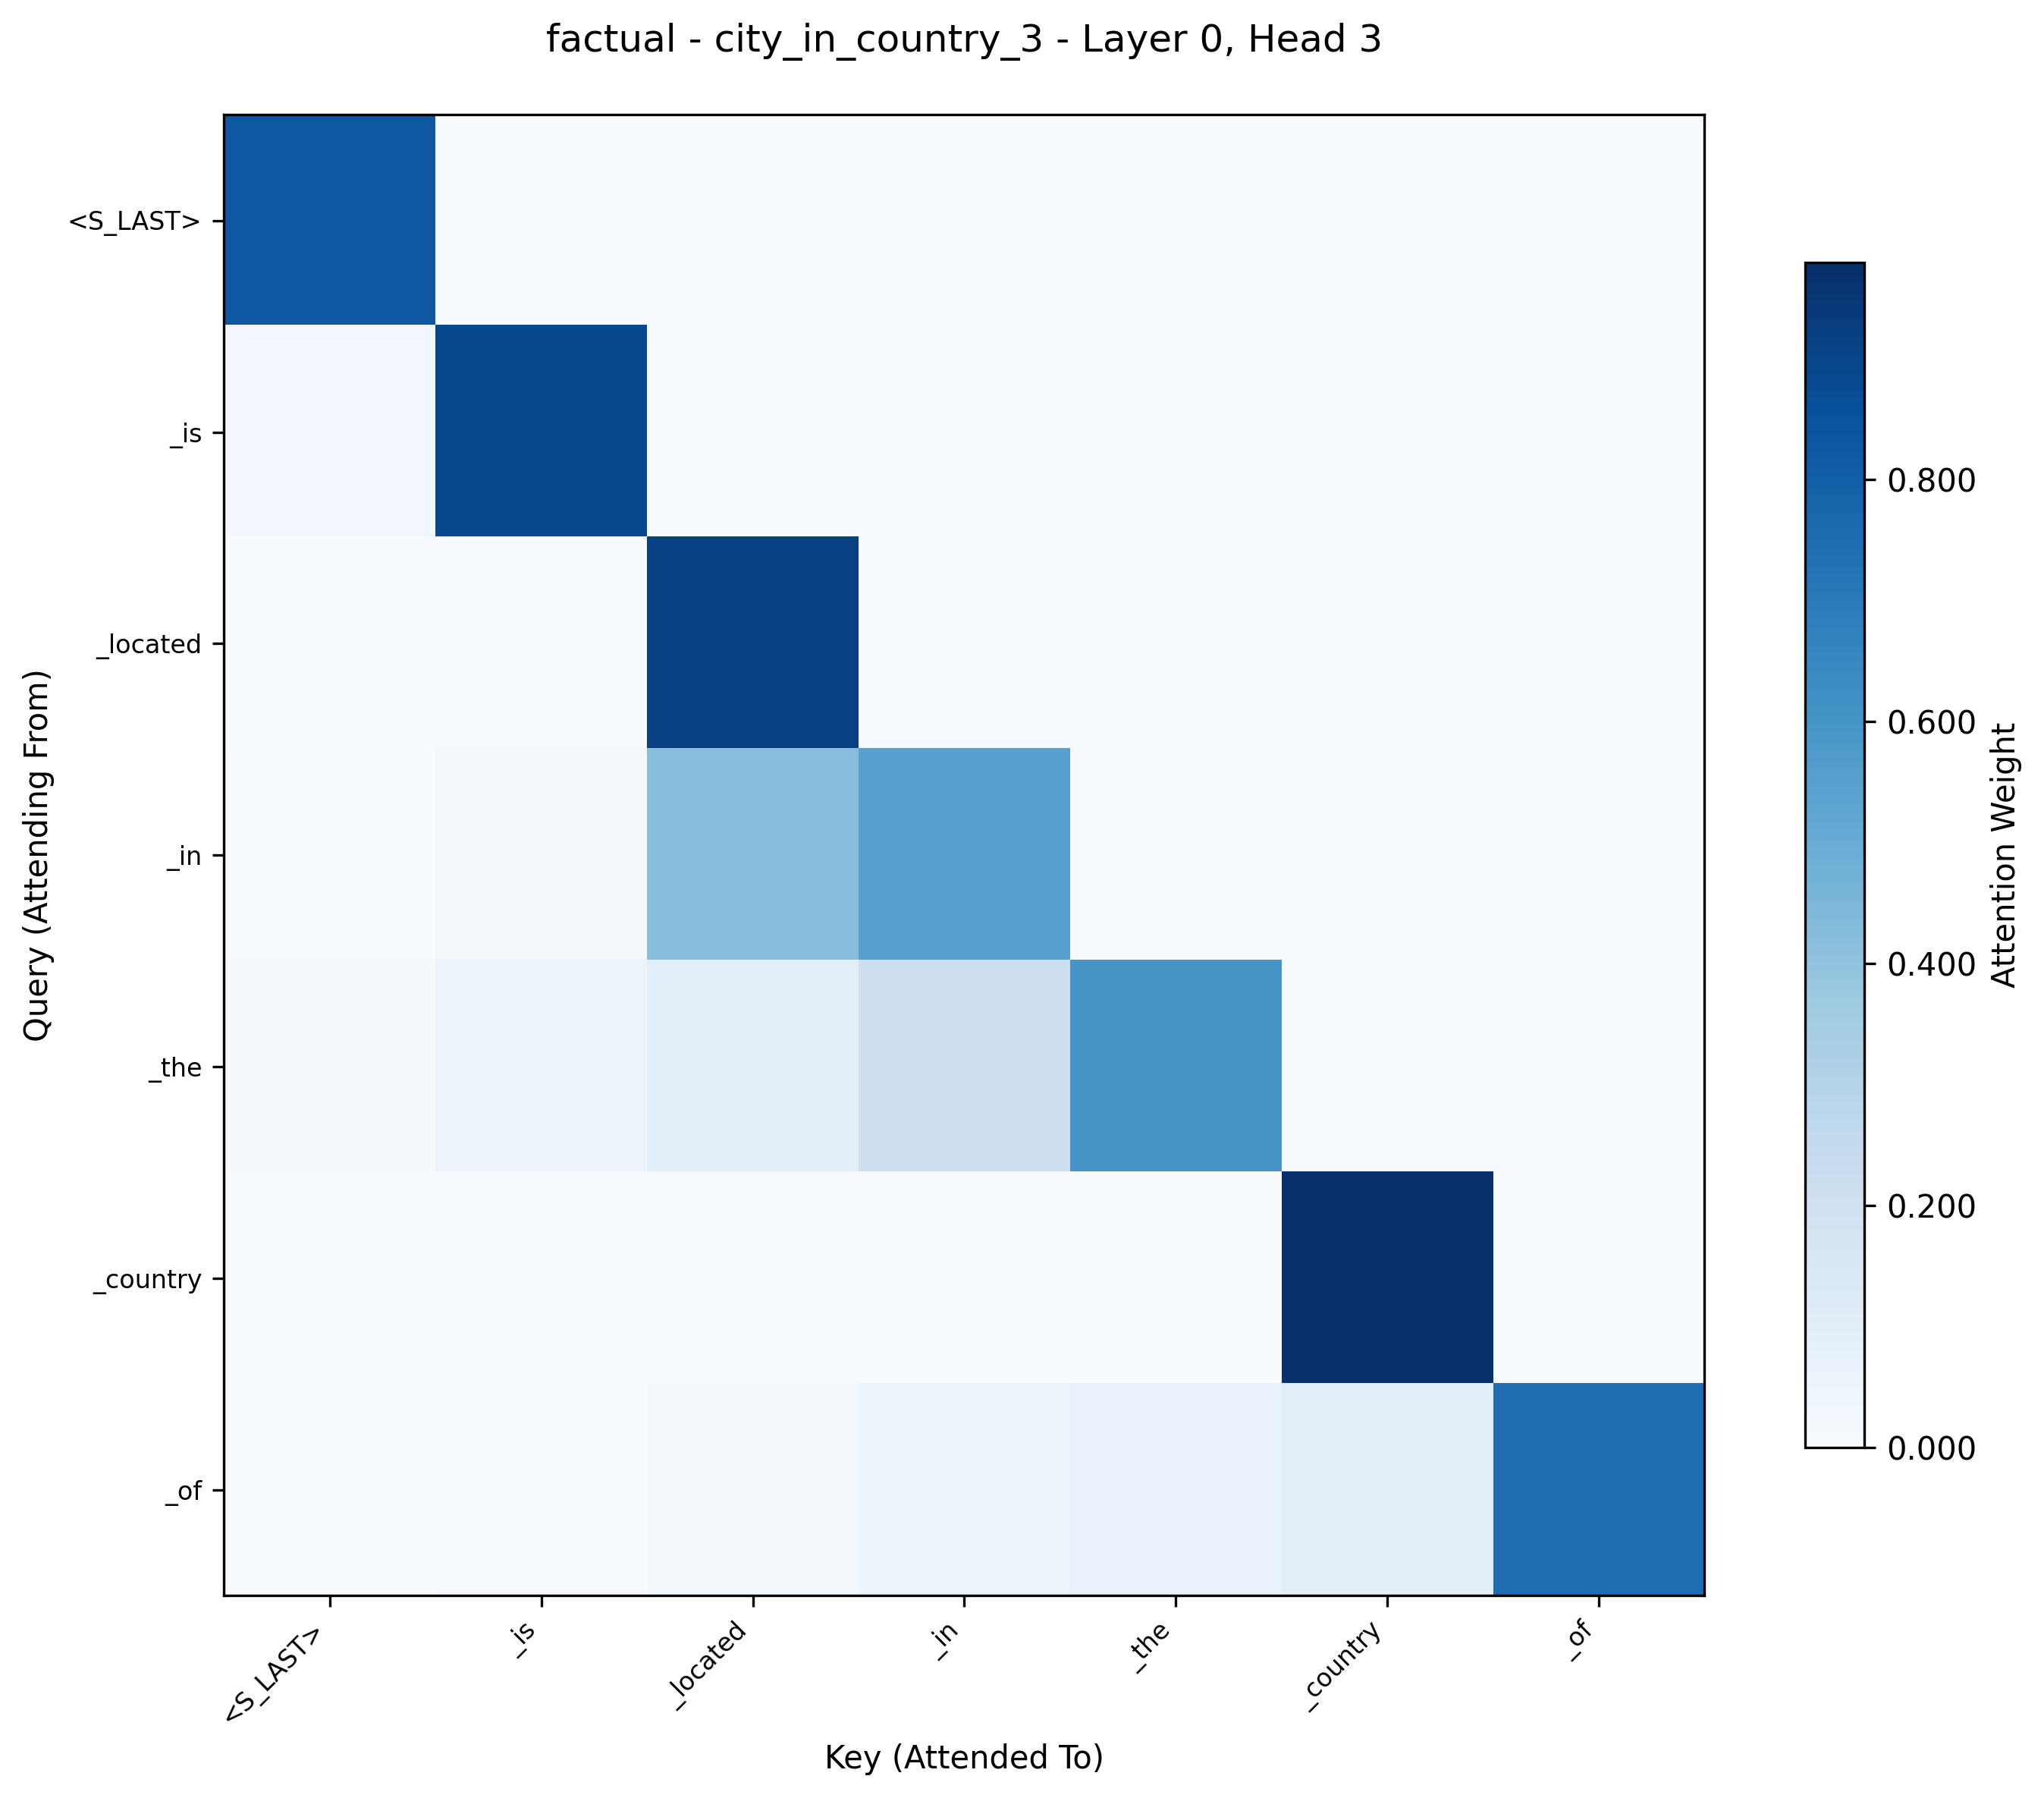 factual - city_in_country_3 - Layer 0, Head 3
Query (Attending From)
<S_LAST>
_is
_located
_in
_the
_country
_of
<S_LAST>
_is
_located
_in
_the
_country
_of
Key (Attended To)
0.800
0.600
0.400
0.200
0.000
Attention Weight